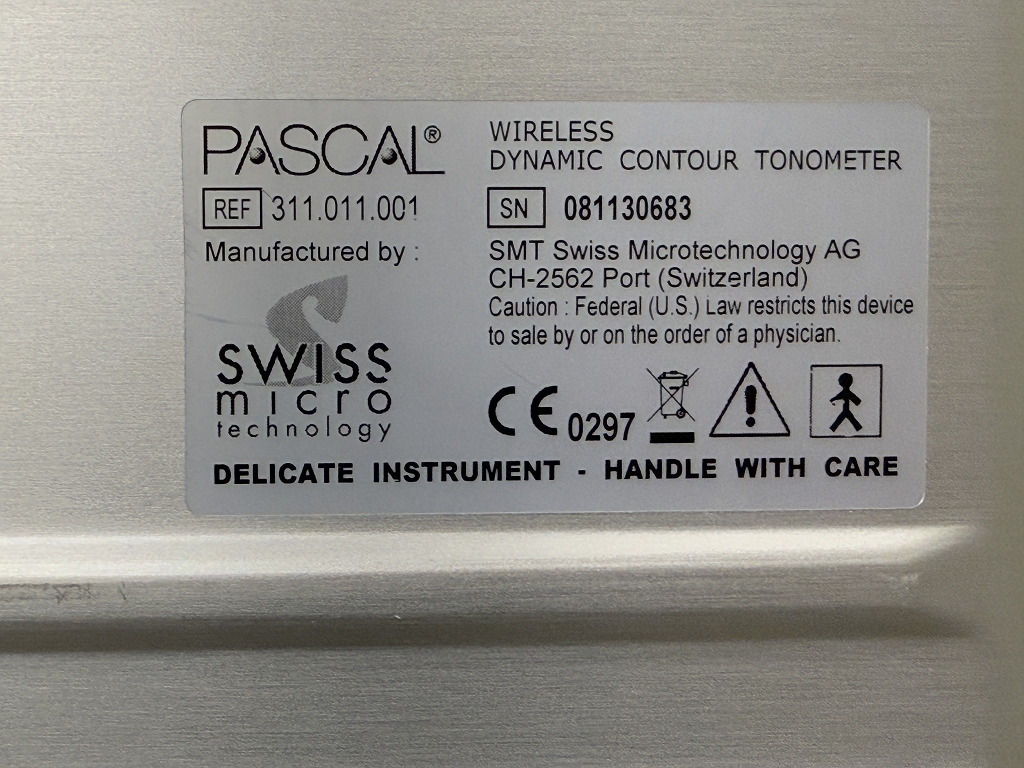 PASCAL®
WIRELESS
DYNAMIC CONTOUR TONOMETER
REF 311.011.001
SN 081130683
Manufactured by :
SMT Swiss Microtechnology AG
CH-2562 Port (Switzerland)
Caution : Federal (U.S.) Law restricts this device
to sale by or on the order of a physician.
SWISS
micro
technology
CE 0297
DELICATE INSTRUMENT - HANDLE WITH CARE